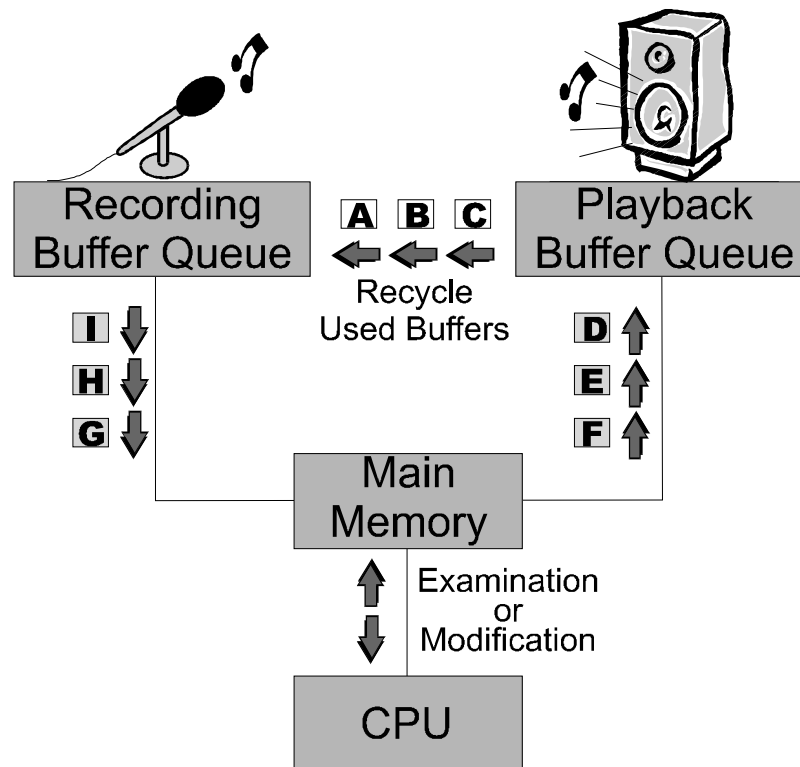 Recording
Buffer Queue
A B C
Recycle
Used Buffers
Playback
Buffer Queue
I
H
G
D
E
F
Main
Memory
Examination
or
Modification
CPU